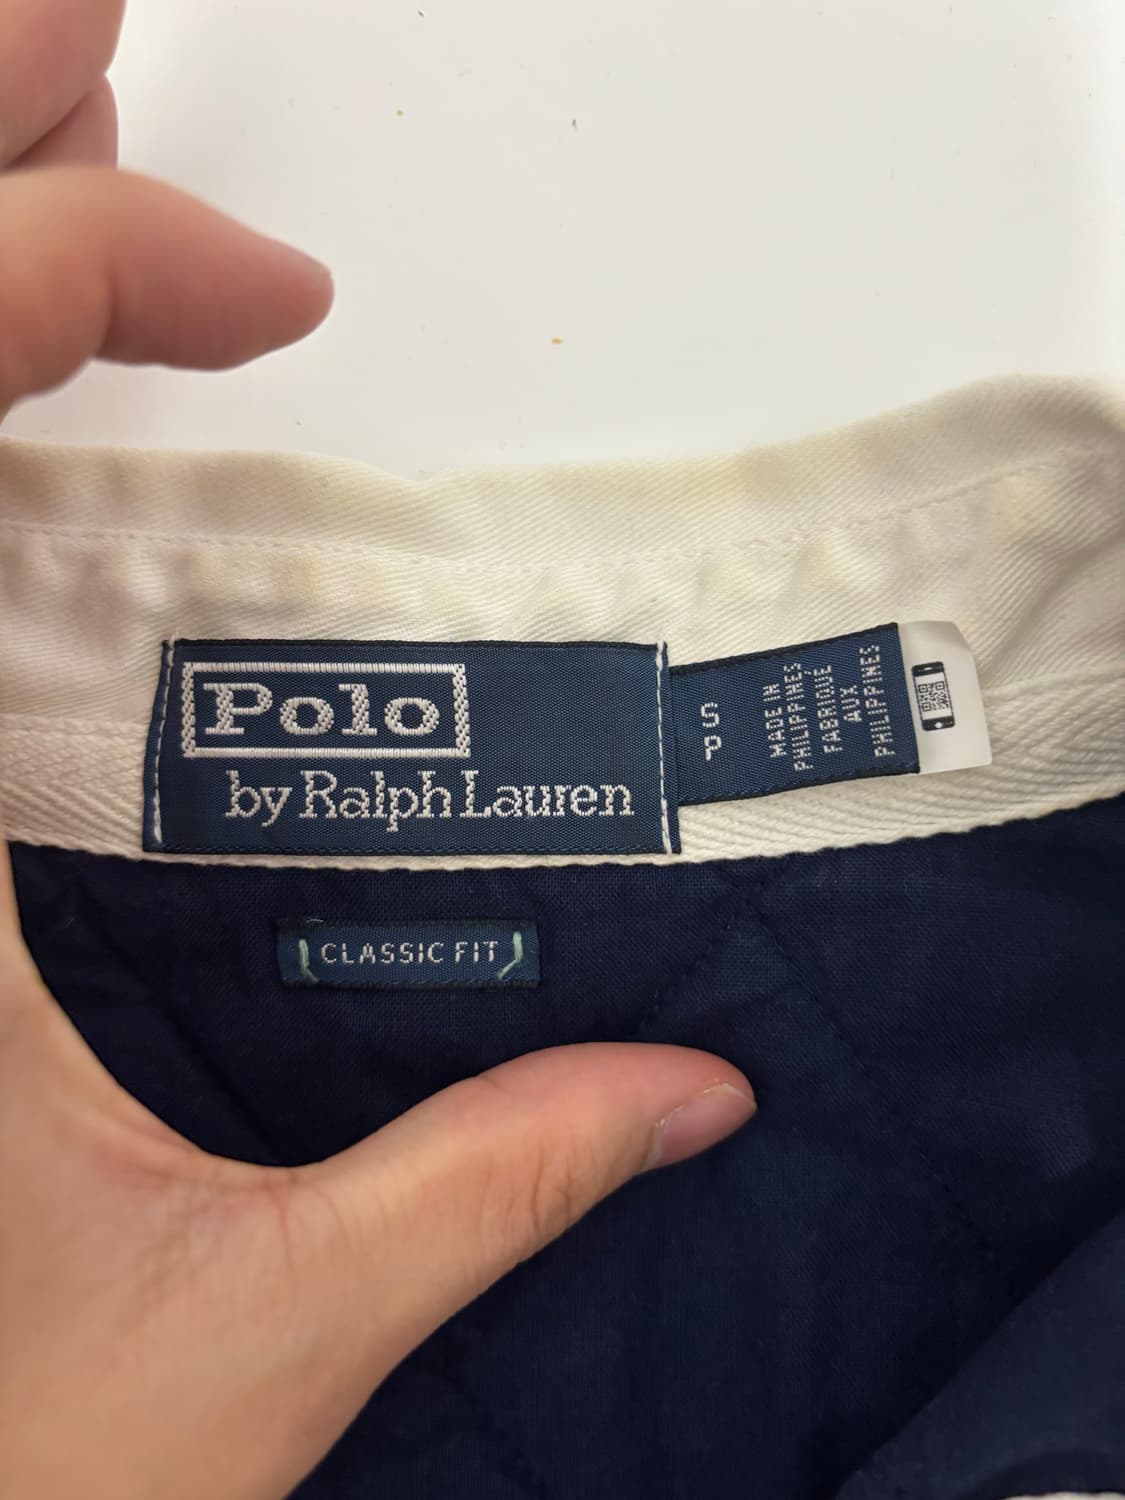 Polo
by Ralph Lauren
S
P
MADE IN
PHILIPPINES
FABRIQUÉ
AUX
PHILIPPINES
CLASSIC FIT